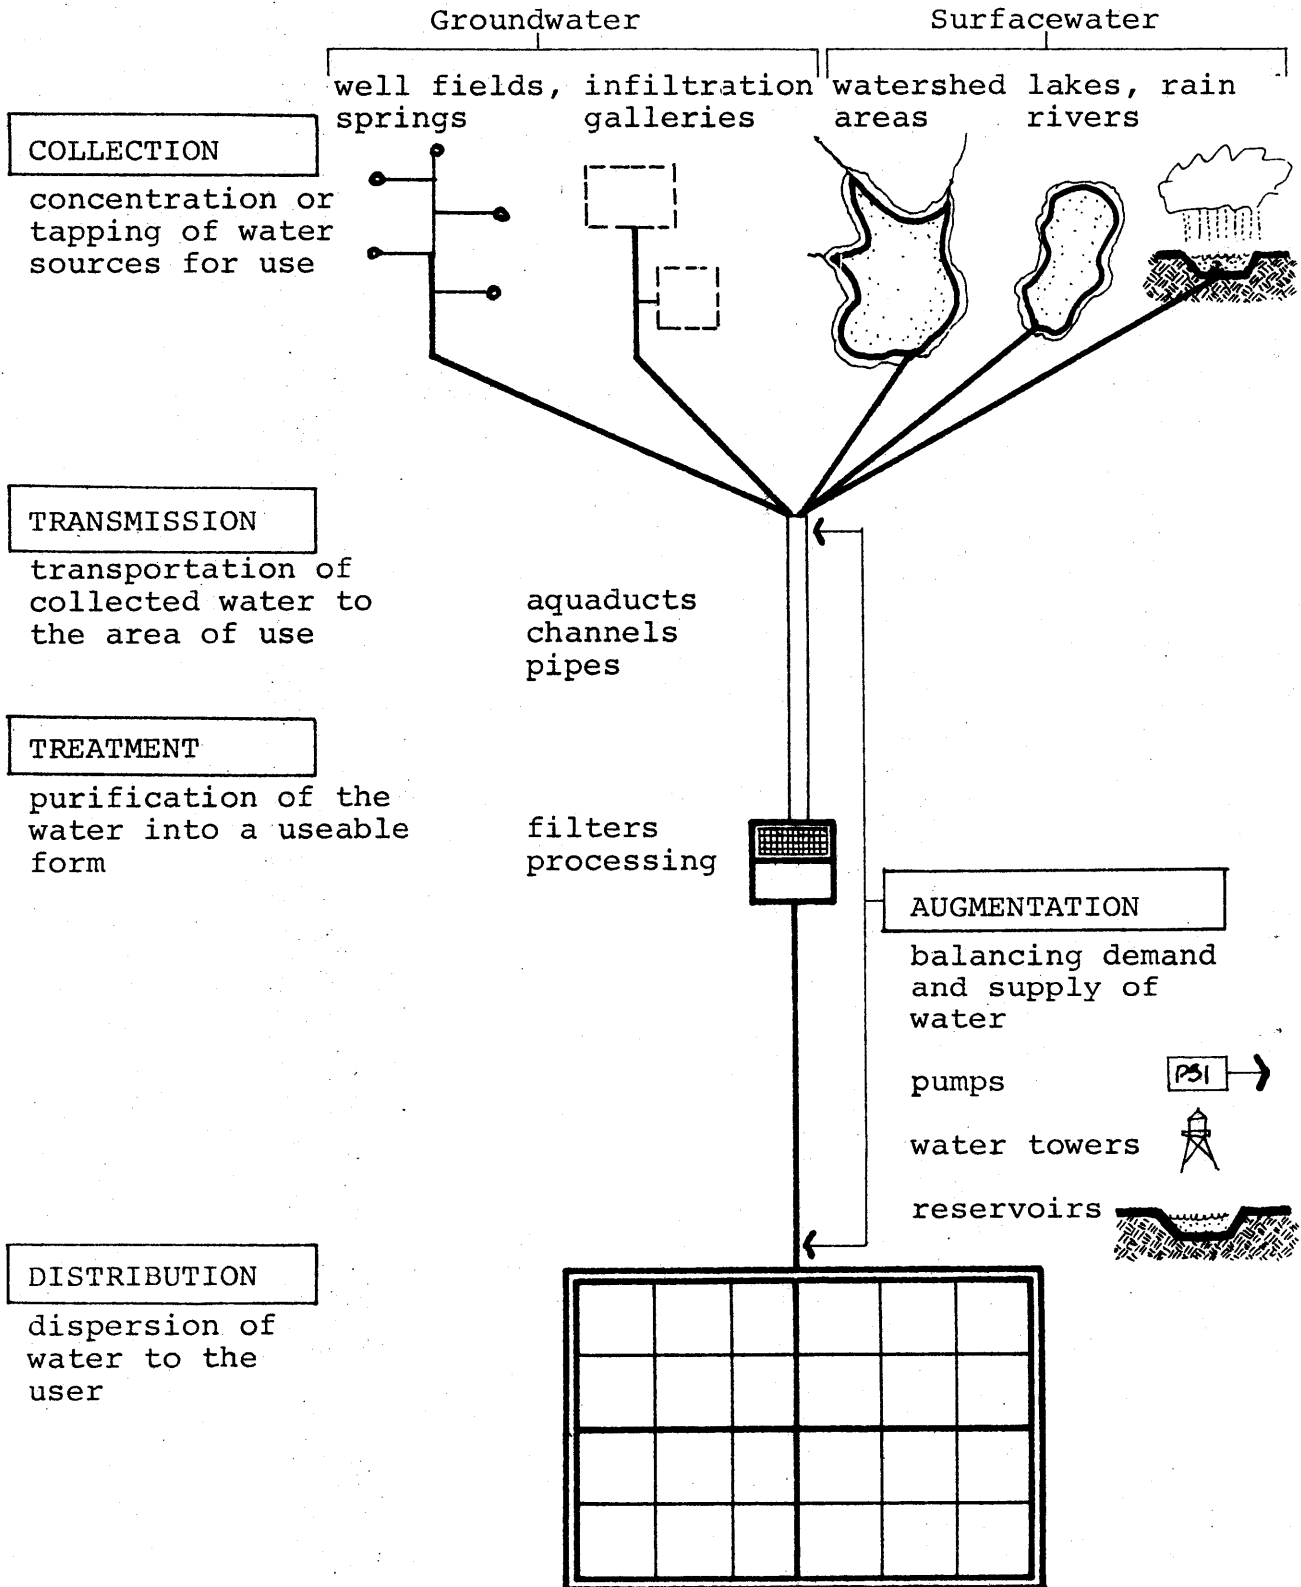 Groundwater
Surfacewater
well fields, infiltration
springs galleries
watershed lakes, rain
areas rivers
COLLECTION
concentration or
tapping of water
sources for use
TRANSMISSION
transportation of
collected water to
the area of use
aquaducts
channels
pipes
TREATMENT
purification of the
water into a useable
form
filters
processing
AUGMENTATION
balancing demand
and supply of
water
pumps
PSI
water towers
reservoirs
DISTRIBUTION
dispersion of
water to the
user